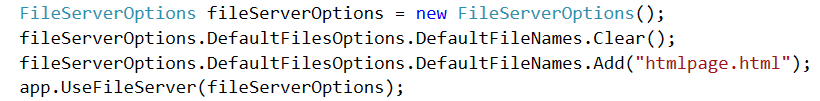 FileServerOptions fileServerOptions = new FileServerOptions();
fileServerOptions.DefaultFilesOptions.DefaultFileNames.Clear();
fileServerOptions.DefaultFilesOptions.DefaultFileNames.Add("htmlpage.html");
app.UseFileServer(fileServerOptions);